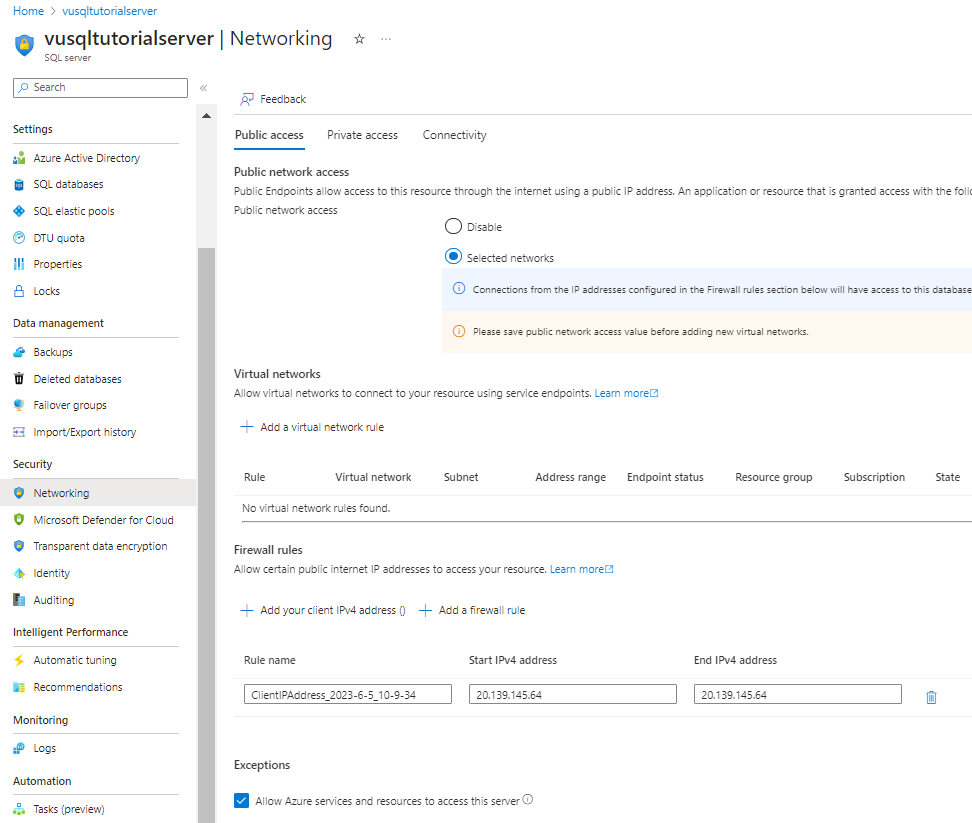 Home > vusqltutorialserver
vusqltutorialserver | Networking
SQL server
Search
Settings
Azure Active Directory
SQL databases
SQL elastic pools
DTU quota
Properties
Locks
Data management
Backups
Deleted databases
Failover groups
Import/Export history
Security
Networking
Microsoft Defender for Cloud
Transparent data encryption
Identity
Auditing
Intelligent Performance
Automatic tuning
Recommendations
Monitoring
Logs
Automation
Tasks (preview)
Feedback
Public access Private access Connectivity
Public network access
Public Endpoints allow access to this resource through the internet using a public IP address. An application or resource that is granted access with the
Public network access
Disable
Selected networks
Connections from the IP addresses configured in the Firewall rules section below will have access to this database
Please save public network access value before adding new virtual networks.
Virtual networks
Allow virtual networks to connect to your resource using service endpoints. Learn more
+ Add a virtual network rule
Rule Virtual network Subnet Address range Endpoint status Resource group Subscription State
No virtual network rules found.
Firewall rules
Allow certain public internet IP addresses to access your resource. Learn more
+ Add your client IPv4 address () + Add a firewall rule
Rule name Start IPv4 address End IPv4 address
ClientIPAddress_2023-6-5_10-9-34 20.139.145.64 20.139.145.64
Exceptions
Allow Azure services and resources to access this server